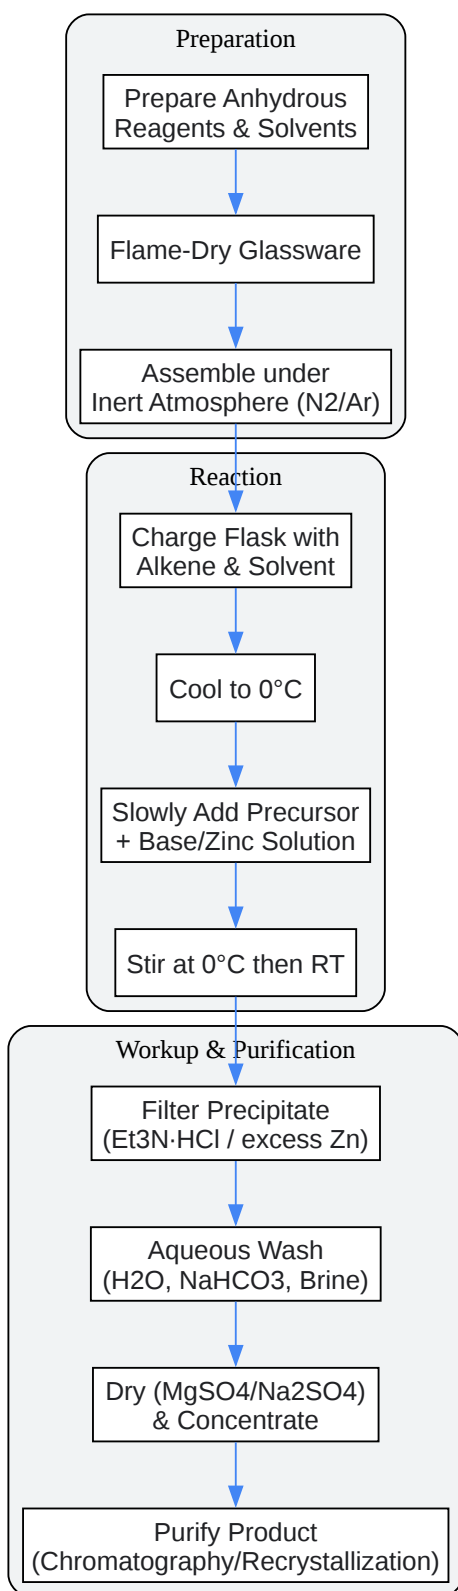 Preparation
Prepare Anhydrous
Reagents & Solvents
Flame-Dry Glassware
Assemble under
Inert Atmosphere (N2/Ar)
Reaction
Charge Flask with
Alkene & Solvent
Cool to 0°C
Slowly Add Precursor
+ Base/Zinc Solution
Stir at 0°C then RT
Workup & Purification
Filter Precipitate
(Et3N·HCl / excess Zn)
Aqueous Wash
(H2O, NaHCO3, Brine)
Dry (MgSO4/Na2SO4)
& Concentrate
Purify Product
(Chromatography/Recrystallization)